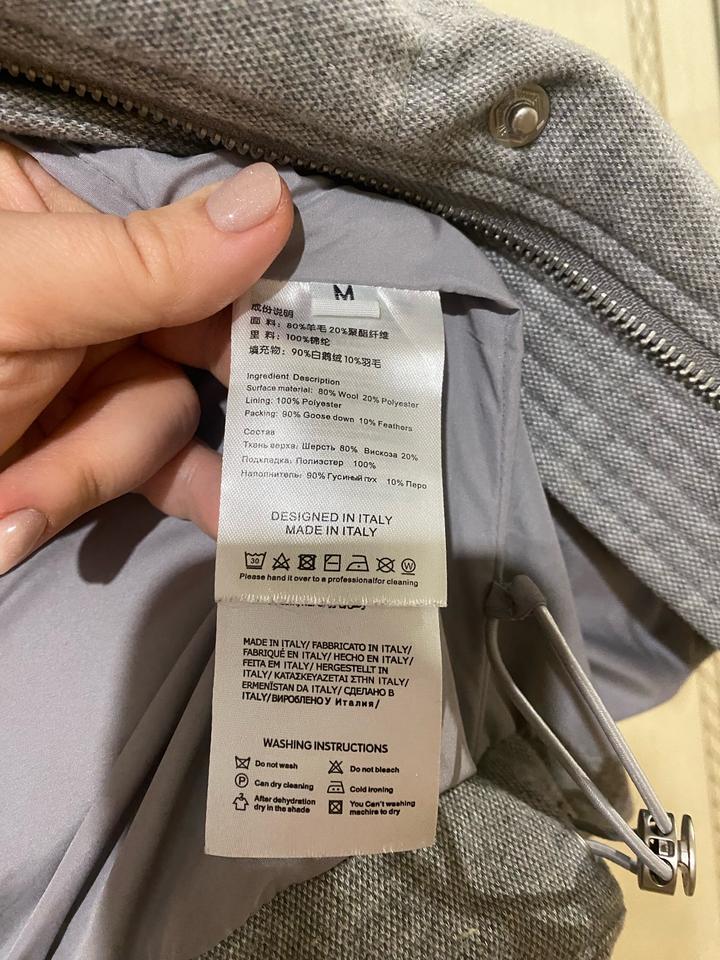 M
成份说明
面 料：80%羊毛 20%聚酯纤维
里 料：100%锦纶
填充物：90%白鹅绒10%羽毛
Ingredient Description
Surface material: 80% Wool 20% Polyester
Lining: 100% Polyester
Packing: 90% Goose down 10% Feathers
Состав
Ткань верха: Шерсть 80% Вискоза 20%
Подкладка: Полиэстер 100%
Наполнитель: 90% Гусиный пух 10% Перо
DESIGNED IN ITALY
MADE IN ITALY
30
W
Please hand it over to a professionalfor cleaning
MADE IN ITALY/ FABBRICATO IN ITALY/
FABRIQUÉ EN ITALY/ HECHO EN ITALY/
FEITA EM ITALY/ HERGESTELLT IN
ITALY/ ΚΑΤΑΣΚΕΥΑΖΕΤΑΙ ΣΤΗΝ ITALY/
ERMENÏSTAN DA ITALY/ СДЕЛАНО В
ITALY/ВИРОБЛЕНО У Италия/
WASHING INSTRUCTIONS
Do not wash
Do not bleach
P Can dry cleaning
Cold ironing
After dehydration
dry in the shade
You Can't washing
machire to dry